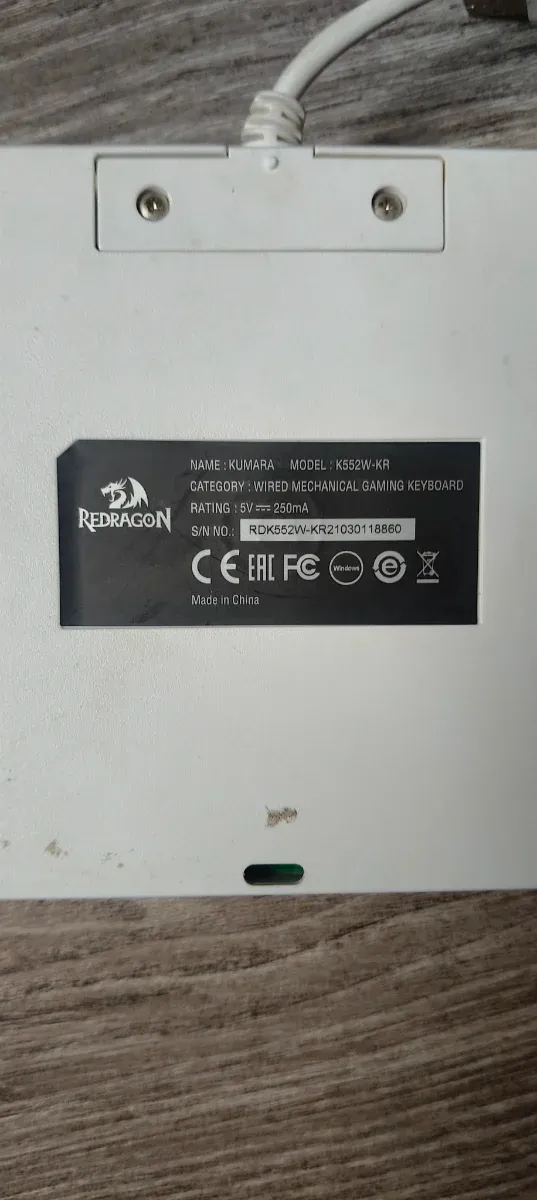 REDRAGON
NAME : KUMARA MODEL : K552W-KR
CATEGORY : WIRED MECHANICAL GAMING KEYBOARD
RATING : 5V ⎓ 250mA
S/N NO.: RDK552W-KR21030118860
CE EAC FC Windows e
Made in China